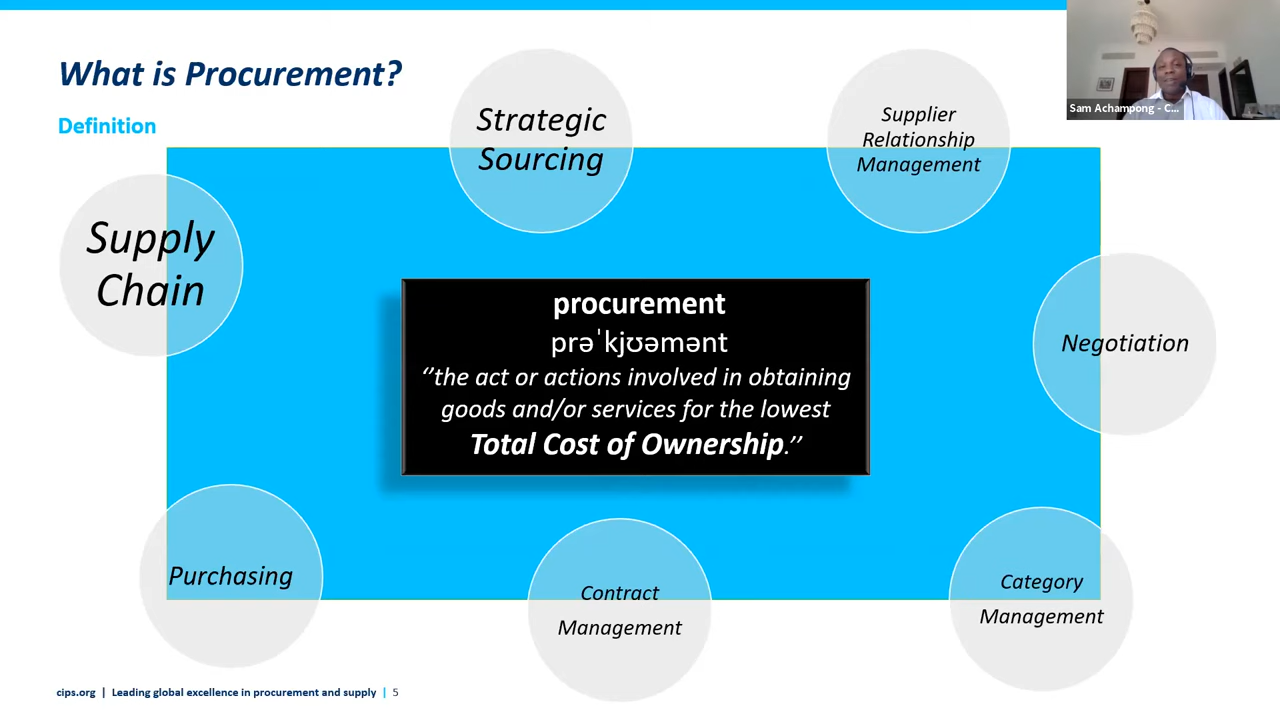 What is Procurement?
Definition
Strategic
Sourcing
Supplier
Relationship
Management
Sam Achampong - C...
Supply
Chain
procurement
prəˈkjʊəmənt
‘’the act or actions involved in obtaining
goods and/or services for the lowest
Total Cost of Ownership.’’
Negotiation
Purchasing
Contract
Management
Category
Management
cips.org | Leading global excellence in procurement and supply | 5